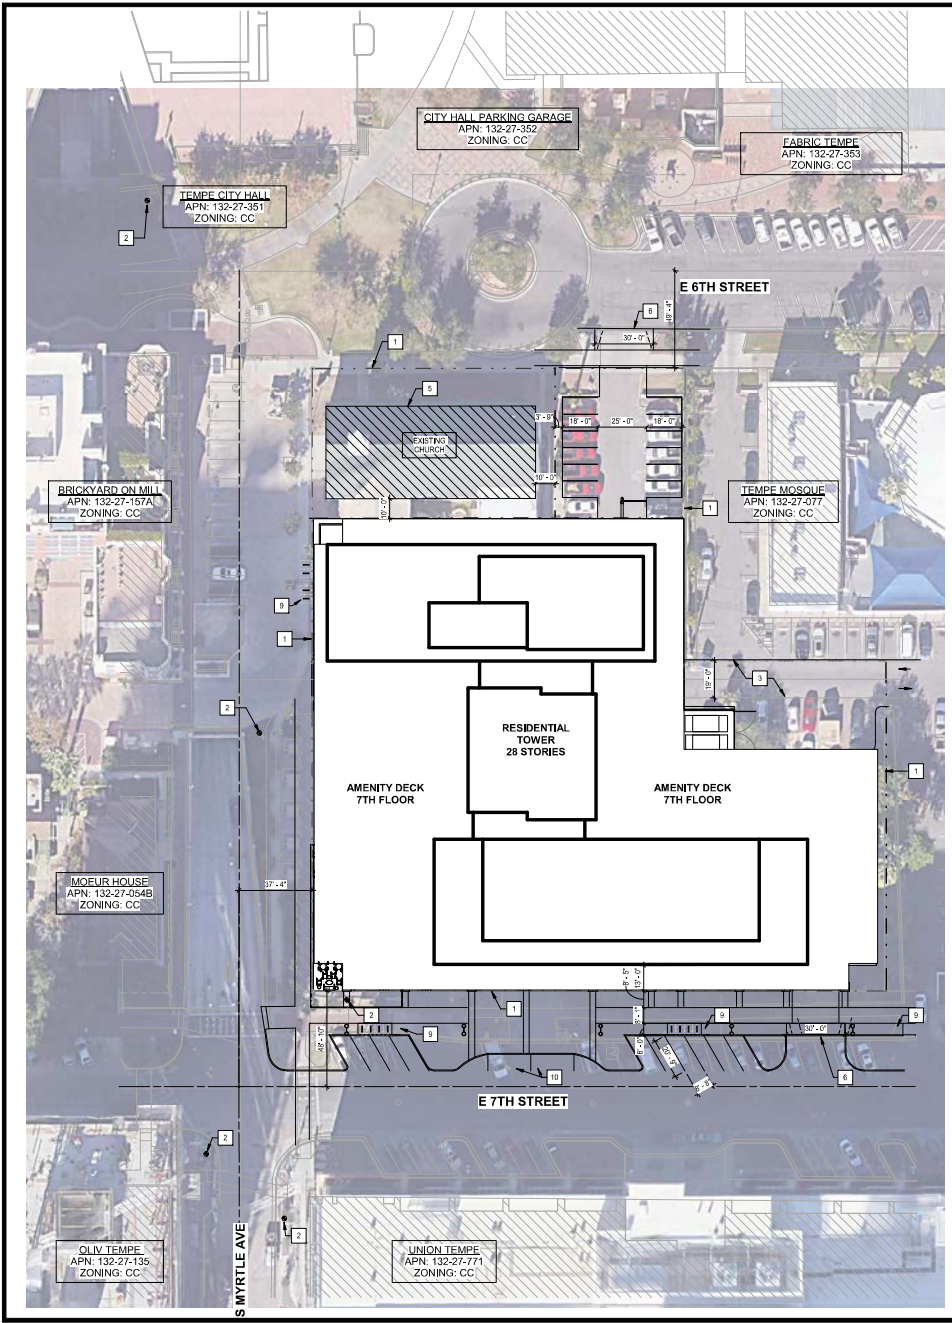 CITY HALL PARKING GARAGE
APN: 132-27-352
ZONING: CC
FABRIC TEMPE
APN: 132-27-353
ZONING: CC
TEMPE CITY HALL
APN: 132-27-351
ZONING: CC
2
E 6TH STREET
49' - 4"
6
30' - 0"
1
5
3' - 9"
18' - 0"
25' - 0"
18' - 0"
EXISTING
CHURCH
10' - 0"
10' - 0"
BRICKYARD ON MILL
APN: 132-27-157A
ZONING: CC
TEMPE MOSQUE
APN: 132-27-077
ZONING: CC
1
9
1
19' - 0"
3
2
RESIDENTIAL
TOWER
28 STORIES
1
AMENITY DECK
7TH FLOOR
AMENITY DECK
7TH FLOOR
37' - 4"
MOEUR HOUSE
APN: 132-27-054B
ZONING: CC
8' - 5"
13' - 0"
2
1
8' - 1"
9
9
9
30' - 0"
48' - 10"
6' - 0"
20' - 9"
10
6
E 7TH STREET
2
2
S MYRTLE AVE
OLIV TEMPE
APN: 132-27-135
ZONING: CC
UNION TEMPE
APN: 132-27-771
ZONING: CC